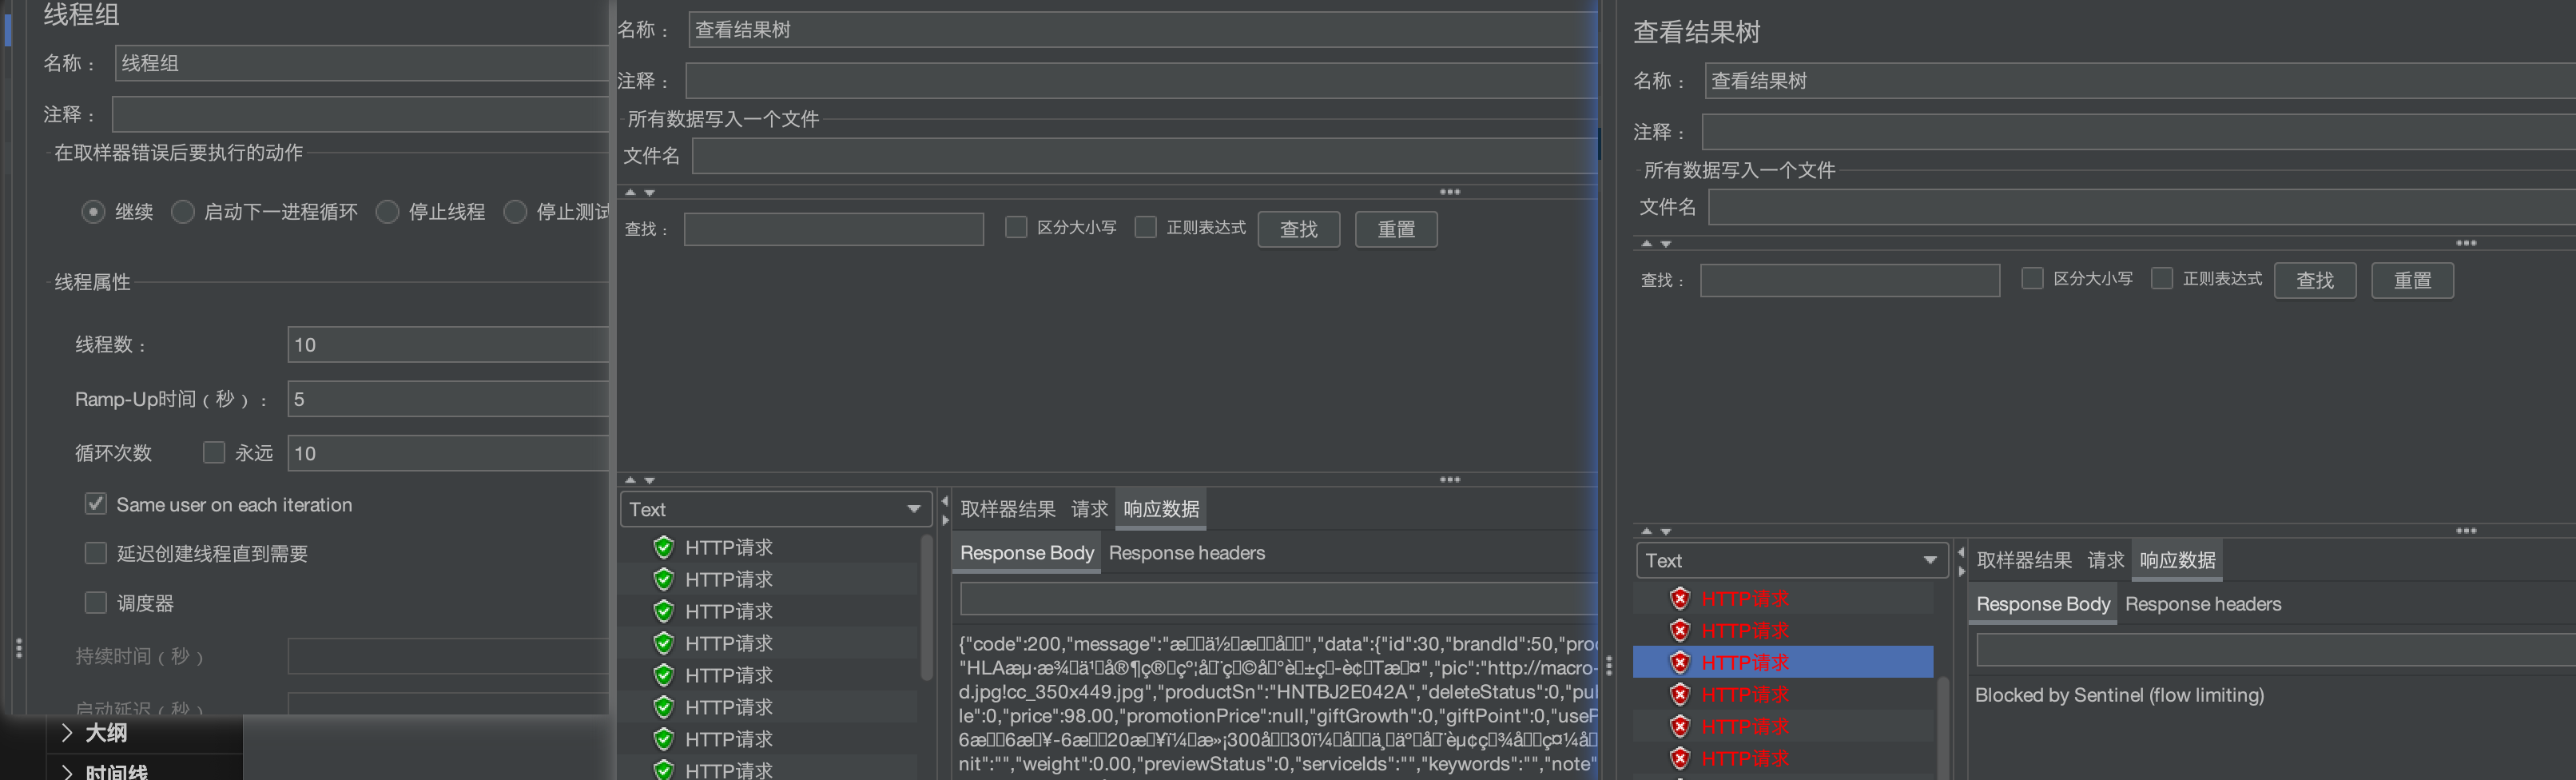 线程组
名称：
线程组
注释：
在取样器错误后要执行的动作
继续 启动下一进程循环 停止线程 停止测试
线程属性
线程数：
10
Ramp-Up时间（秒）：
5
循环次数 永远
10
Same user on each iteration
延迟创建线程直到需要
调度器
持续时间（秒）
启动延迟（秒）
大纲
时间线
名称：
查看结果树
注释：
所有数据写入一个文件
文件名
查找：
区分大小写 正则表达式 查找 重置
Text
HTTP请求
HTTP请求
HTTP请求
HTTP请求
HTTP请求
HTTP请求
HTTP请求
HTTP请求
取样器结果 请求 响应数据
Response Body Response headers
{"code":200,"message":"
","data":{"id":30,"brandId":50,"pro
"pic":"http://macro-
d.jpg!cc_350x449.jpg","productSn":"HNTBJ2E042A","deleteStatus":0,"pu
le":0,"price":98.00,"promotionPrice":null,"giftGrowth":0,"giftPoint":0,"useP
nit":"","weight":0.00,"previewStatus":0,"serviceIds":"","keywords":"","note"
查看结果树
名称：
查看结果树
注释：
所有数据写入一个文件
文件名
查找：
区分大小写 正则表达式 查找 重置
Text
HTTP请求
HTTP请求
HTTP请求
HTTP请求
HTTP请求
HTTP请求
取样器结果 请求 响应数据
Response Body Response headers
Blocked by Sentinel (flow limiting)